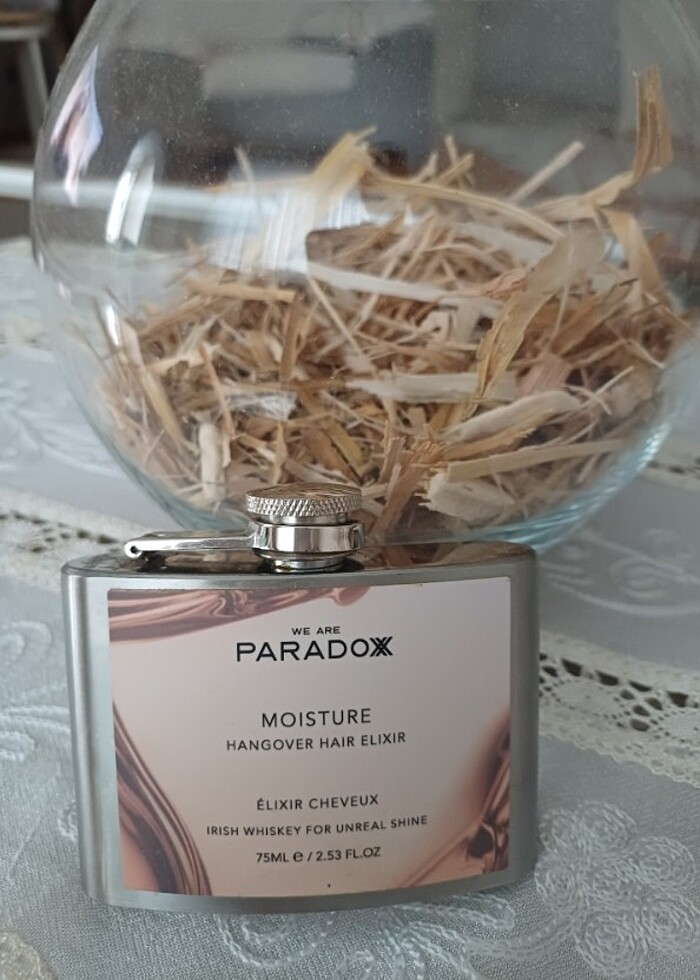 WE ARE
PARADOXX
MOISTURE
HANGOVER HAIR ELIXIR
ÉLIXIR CHEVEUX
IRISH WHISKEY FOR UNREAL SHINE
75ML ℮ / 2.53 FL.OZ